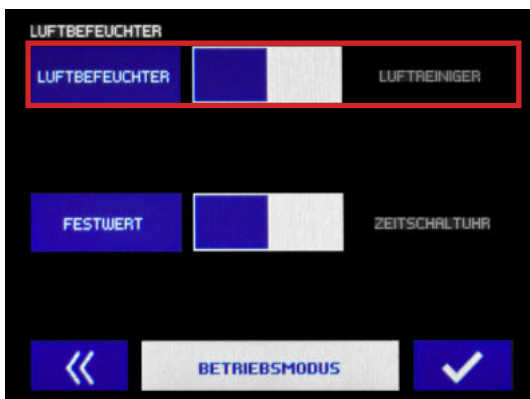 LUFTBEFEUCHTER
LUFTBEFEUCHTER LUFTREINIGER
FESTWERT ZEITSCHALTUHR
BETRIEBSMODUS